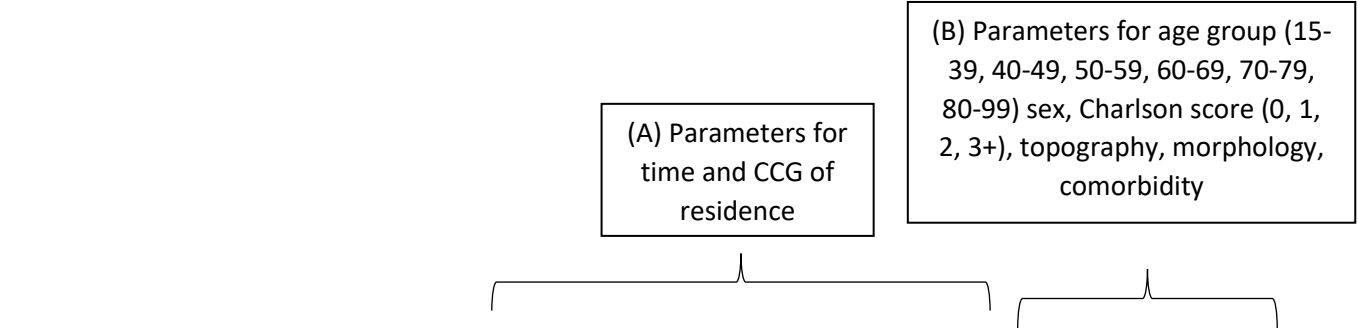 (B) Parameters for age group (15-
39, 40-49, 50-59, 60-69, 70-79,
80-99) sex, Charlson score (0, 1,
2, 3+), topography, morphology,
comorbidity
(A) Parameters for
time and CCG of
residence